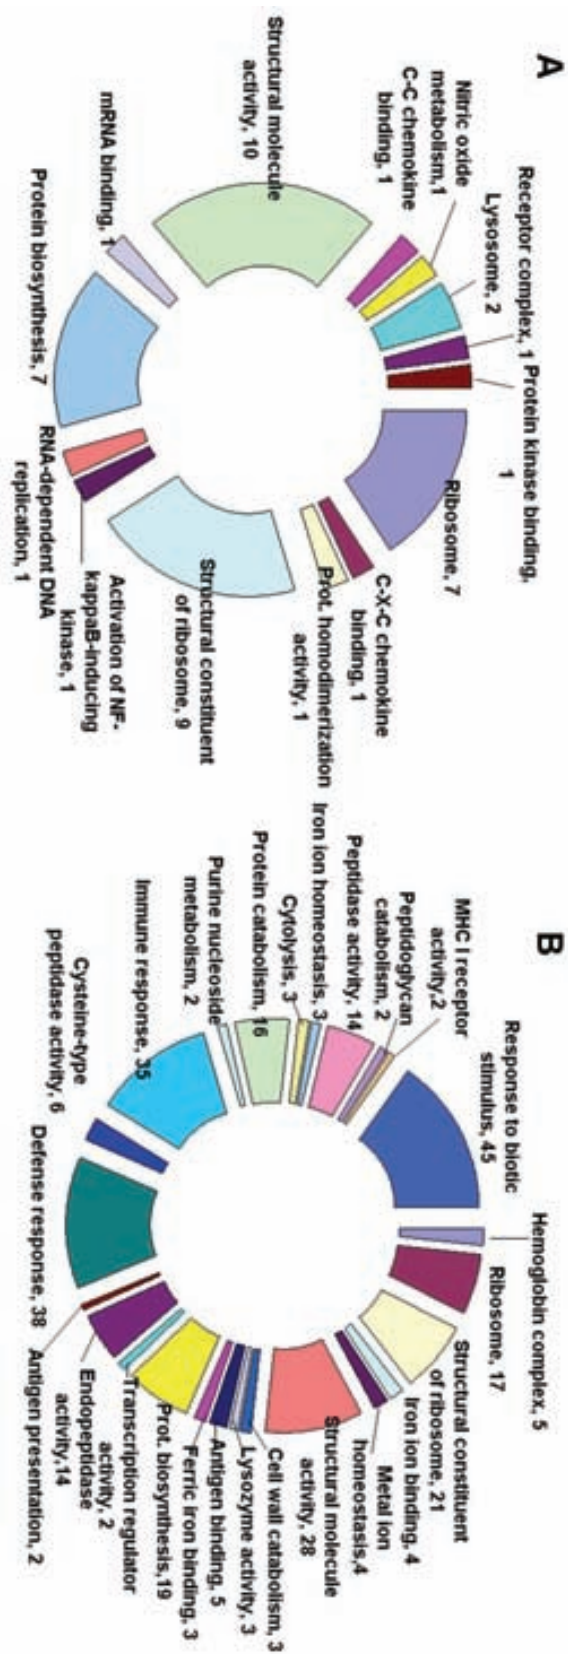 A
Structural molecule
activity, 10
C-C chemokine
binding, 1
Nitric oxide
metabolism,1
Lysosome, 2
Receptor complex, 1
Protein kinase binding,
1
Ribosome, 7
C-X-C chemokine
binding, 1
Prot. homodimerization
activity, 1
Structural constituent
of ribosome, 9
Activation of NF-
kappaB-inducing
kinase, 1
RNA-dependent DNA
replication, 1
Protein biosynthesis, 7
mRNA binding, 1
B
Response to biotic
stimulus, 45
Hemoglobin complex, 5
Ribosome, 17
Structural constituent
of ribosome, 21
Iron ion binding, 4
Metal ion
homeostasis,4
Structural molecule
activity, 28
Cell wall catabolism, 3
Lysozyme activity, 3
Antigen binding, 5
Ferric iron binding, 3
Prot. biosynthesis,19
Transcription regulator
activity, 2
Endopeptidase
activity,14
Antigen presentation, 2
Defense response, 38
Cysteine-type
peptidase activity, 6
Immune response, 35
Purine nucleoside
metabolism, 2
Protein catabolism, 16
Cytolysis, 3
Iron ion homeostasis, 3
Peptidase activity, 14
Peptidoglycan
catabolism, 2
MHC I receptor
activity,2